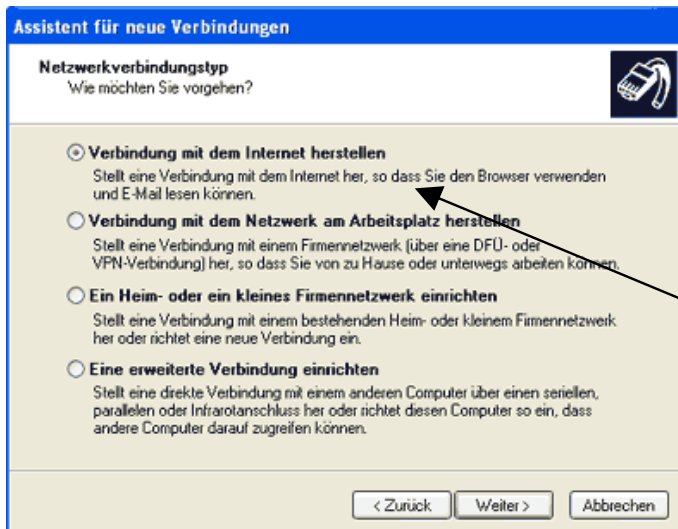 Assistent für neue Verbindungen
Netzwerkverbindungstyp
Wie möchten Sie vorgehen?
Verbindung mit dem Internet herstellen
Stellt eine Verbindung mit dem Internet her, so dass Sie den Browser verwenden
und E-Mail lesen können.
Verbindung mit dem Netzwerk am Arbeitsplatz herstellen
Stellt eine Verbindung mit einem Firmennetzwerk (über eine DFÜ- oder
VPN-Verbindung) her, so dass Sie von zu Hause oder unterwegs arbeiten können.
Ein Heim- oder ein kleines Firmennetzwerk einrichten
Stellt eine Verbindung mit einem bestehenden Heim- oder kleinem Firmennetzwerk
her oder richtet eine neue Verbindung ein.
Eine erweiterte Verbindung einrichten
Stellt eine direkte Verbindung mit einem anderen Computer über einen seriellen,
parallelen oder Infrarotanschluss her oder richtet diesen Computer so ein, dass
andere Computer darauf zugreifen können.
< Zurück Weiter > Abbrechen